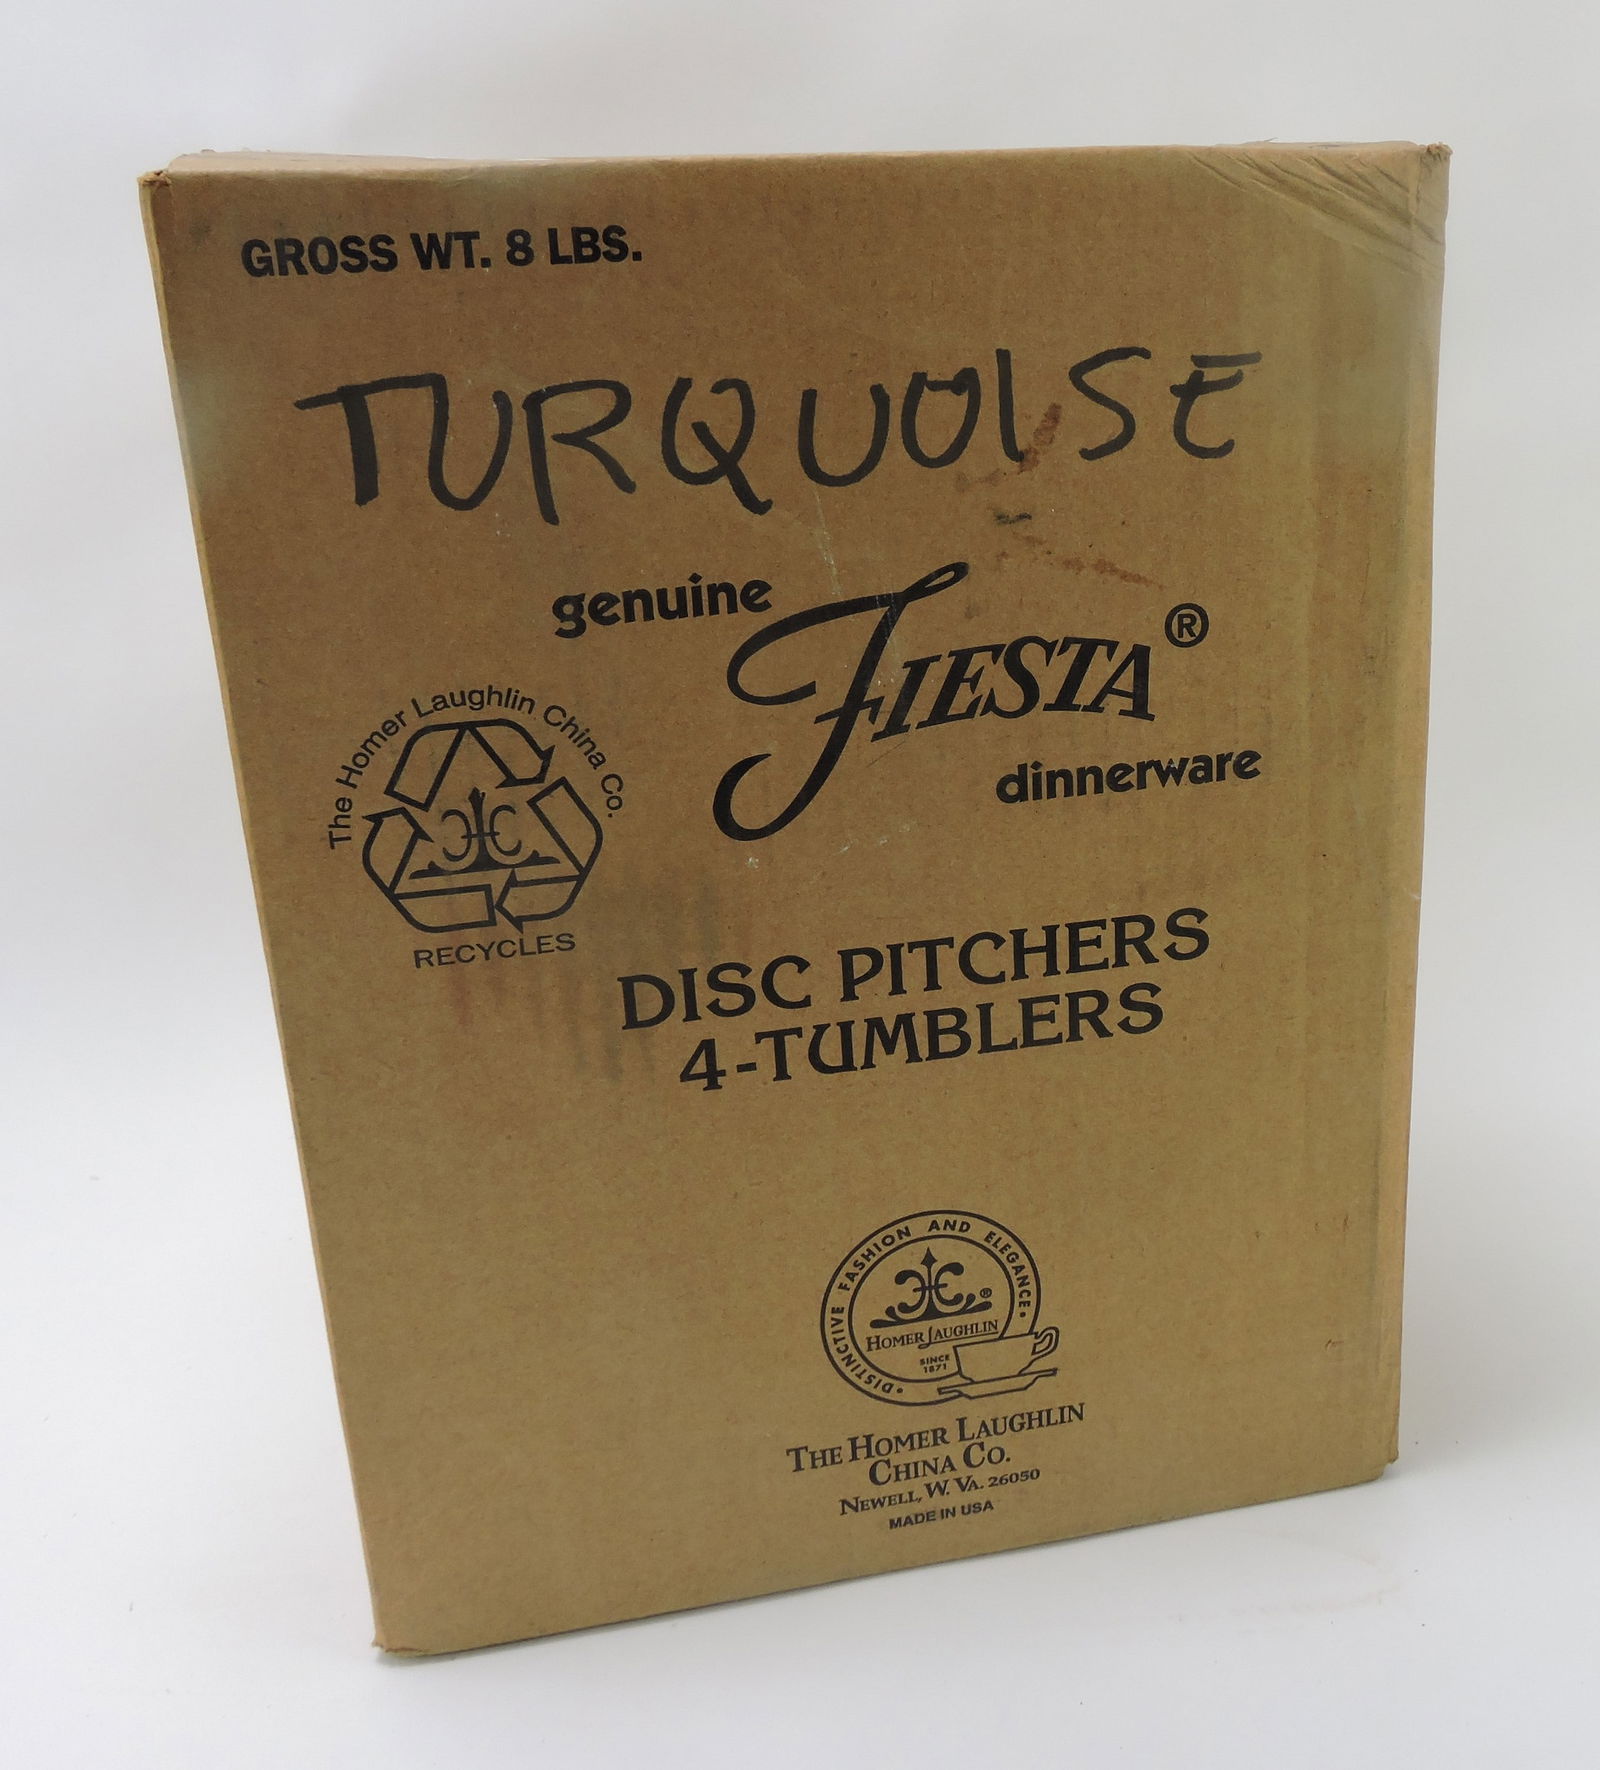 GROSS WT. 8 LBS.
TURQUOISE
genuine
FIESTA®
dinnerware
The Homer Laughlin China Co.
RECYCLES
DISC PITCHERS
4-TUMBLERS
• DISTINCTIVE FASHION AND ELEGANCE •
®
HOMER LAUGHLIN
SINCE
1871
THE HOMER LAUGHLIN
CHINA CO.
NEWELL, W. VA. 26050
MADE IN USA